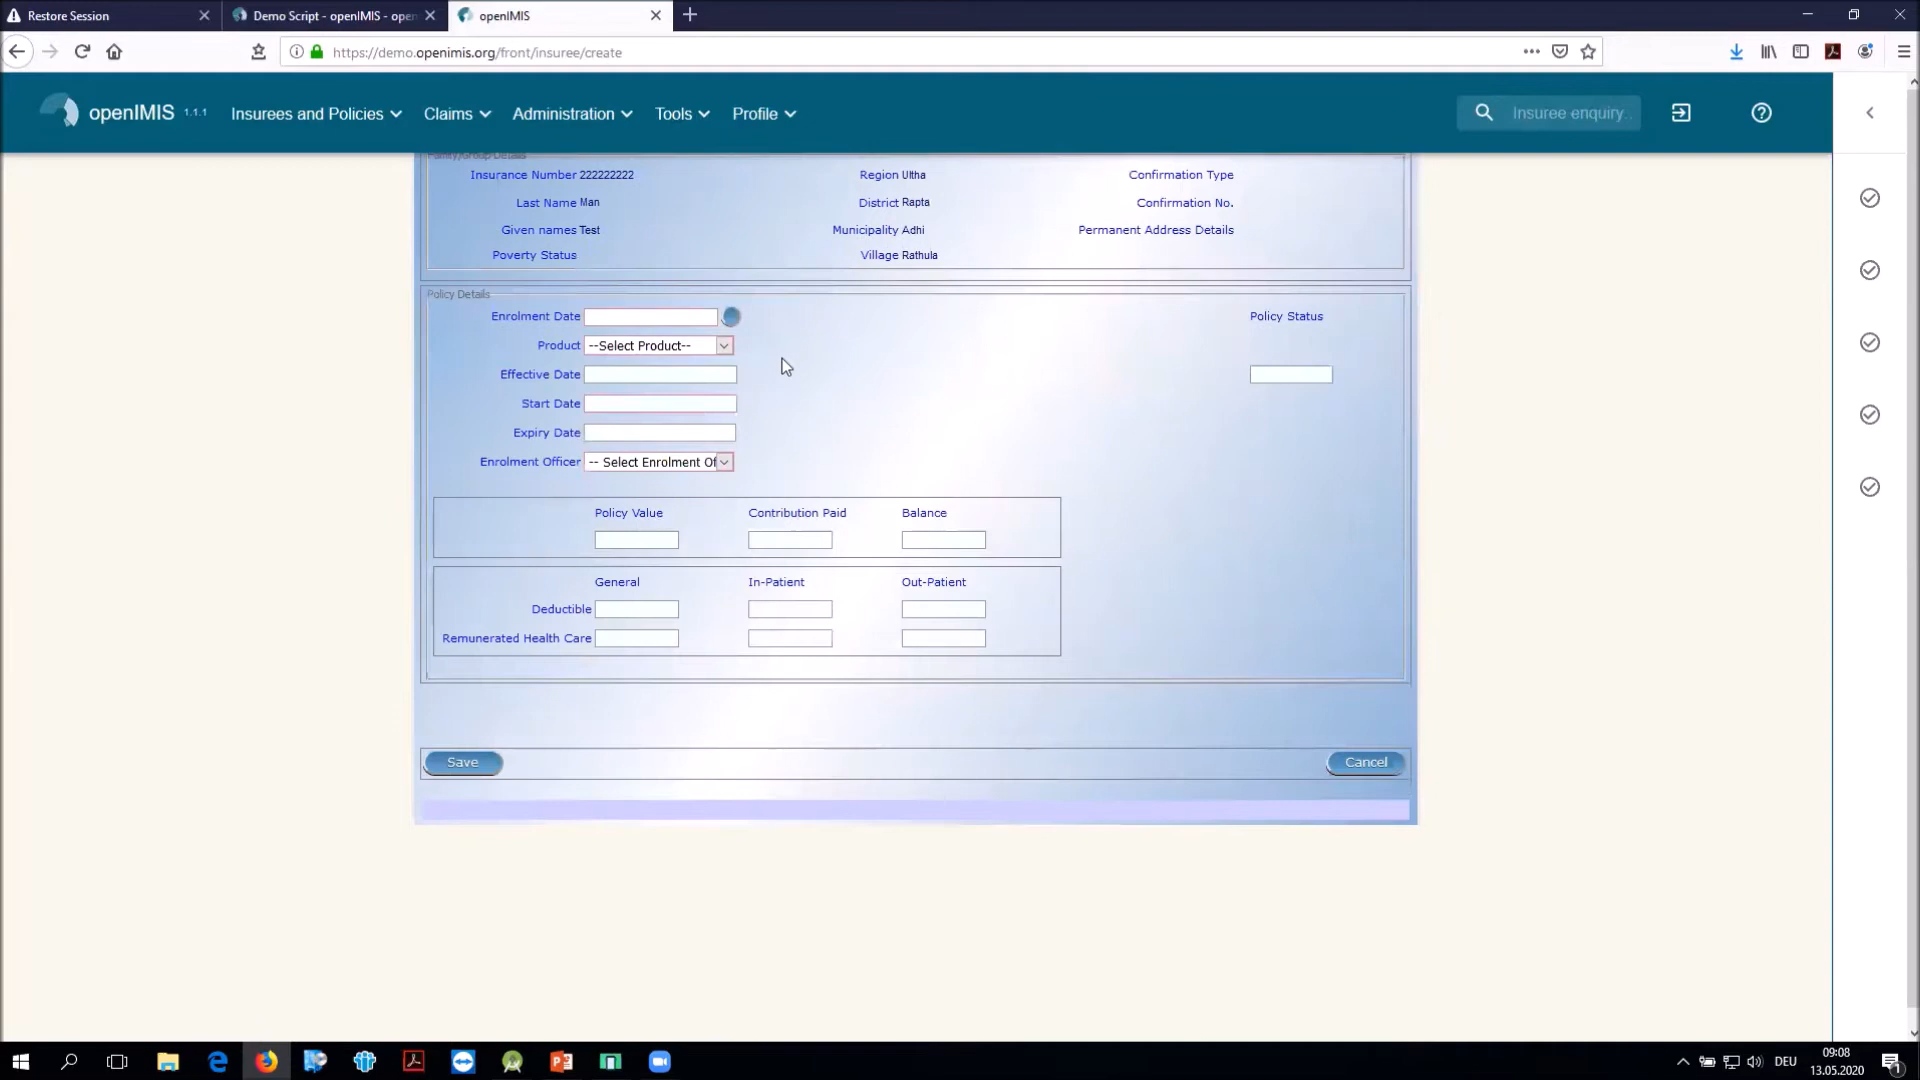 Restore Session
Demo Script - openIMIS - open
openIMIS
https://demo.openimis.org/front/insuree/create
openIMIS 1.1.1
Insurees and Policies
Claims
Administration
Tools
Profile
Insuree enquiry..
Family/Group Details
Insurance Number 222222222
Region Ultha
Confirmation Type
Last Name Man
District Rapta
Confirmation No.
Given names Test
Municipality Adhi
Permanent Address Details
Poverty Status
Village Rathula
Policy Details
Enrolment Date
Policy Status
Product --Select Product--
Effective Date
Start Date
Expiry Date
Enrolment Officer -- Select Enrolment Of
Policy Value
Contribution Paid
Balance
General
In-Patient
Out-Patient
Deductible
Remunerated Health Care
Save
Cancel
DEU
09:08
13.05.2020
1